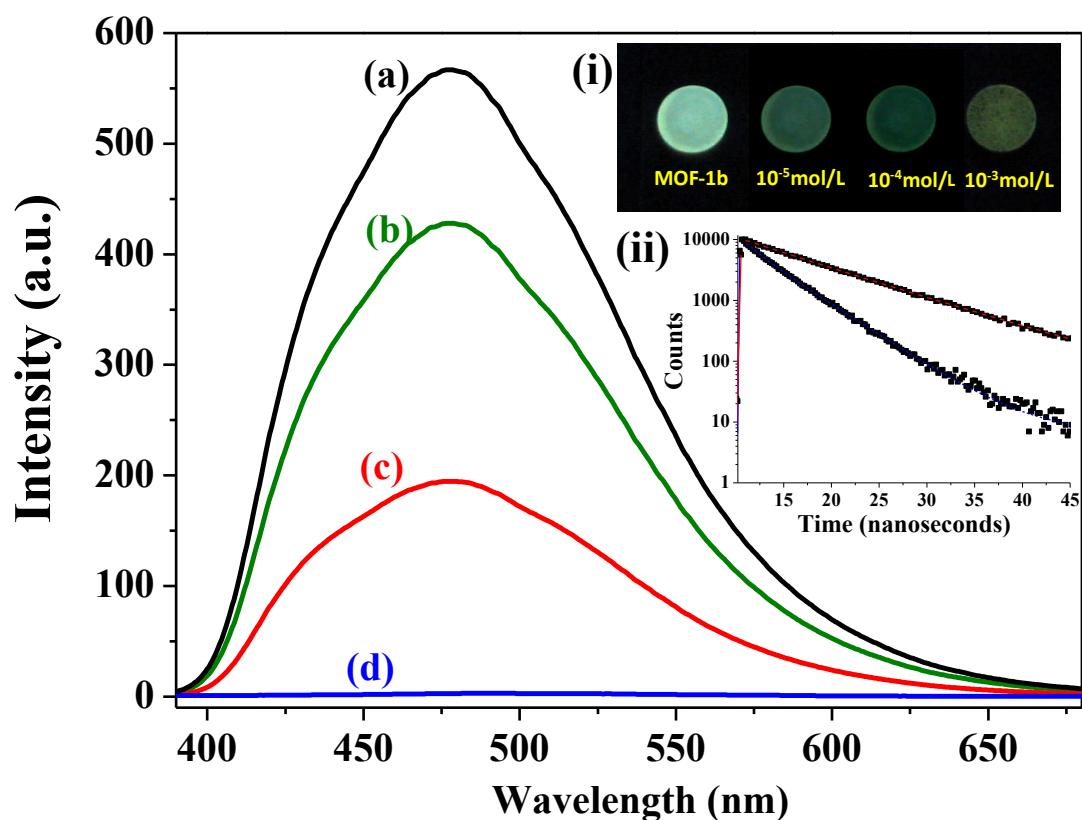 600
500
400
300
200
100
0
Intensity (a.u.)
(a)
(b)
(c)
(d)
(i)
MOF-1b 10⁻⁵mol/L 10⁻⁴mol/L 10⁻³mol/L
(ii)
10000
1000
100
10
1
Counts
15 20 25 30 35 40 45
Time (nanoseconds)
400 450 500 550 600 650
Wavelength (nm)